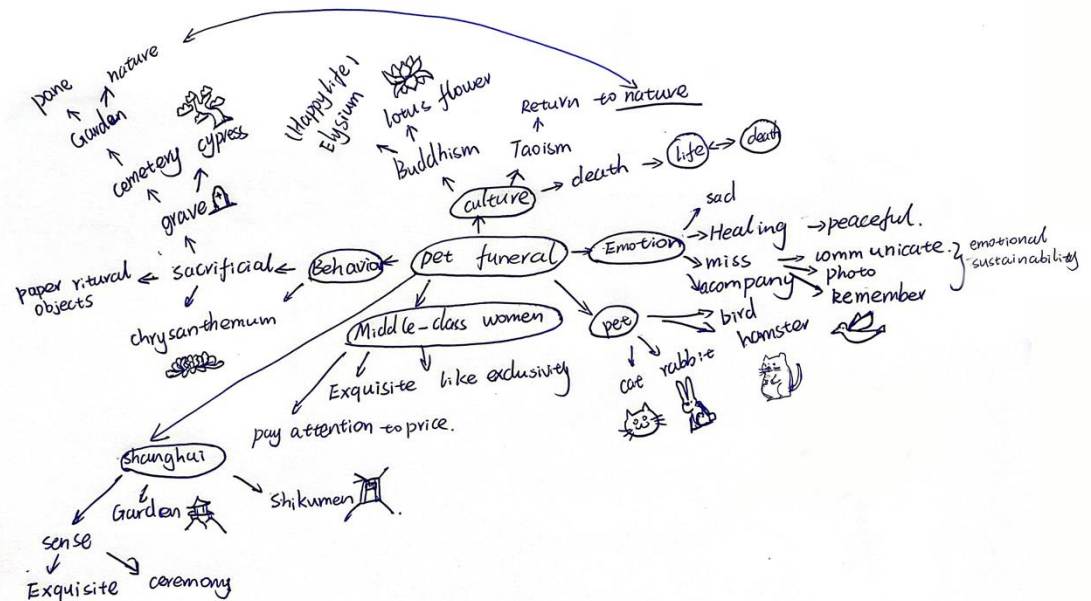 nature
pane
Garden
cemetery
cypress
grave
(Happy life)
Elysium
lotus flower
Buddhism
Return to nature
Taoism
culture
death
life
death
paper ritural
objects
sacrificial
Behavior
pet funeral
Emotion
sad
Healing
peaceful.
miss
communicate.
photo
remember
emotional
sustainability
acompany
chrysanthemum
Middle-class women
Exquisite
like exclusivity
pay attention to price.
pet
bird
hamster
cat
rabbit
shanghai
Garden
Shikumen
sense
Exquisite
ceremony